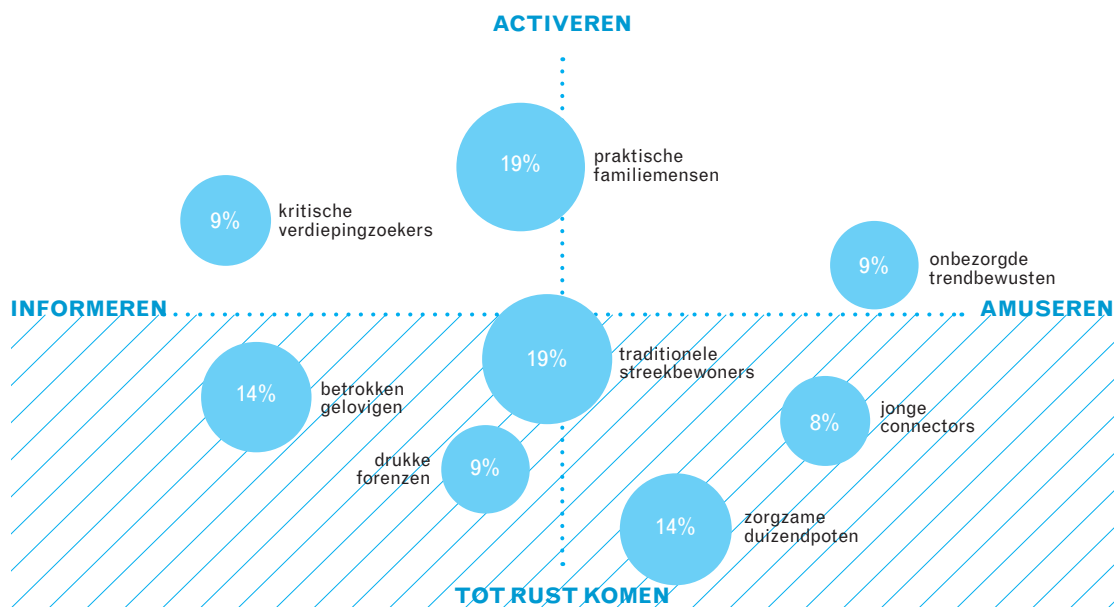 ACTIVEREN
19%
praktische
familiemensen
9%
kritische
verdiepingzoekers
9%
onbezorgde
trendbewusten
INFORMEREN
AMUSEREN
19%
traditionele
streekbewoners
14%
betrokken
gelovigen
8%
jonge
connectors
drukke
forenzen
9%
14%
zorgzame
duizendpoten
TOT RUST KOMEN